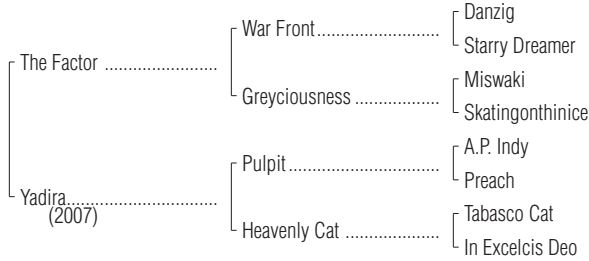 Danzig
War Front
Starry Dreamer
The Factor
Miswaki
Greyciousness
Skatingonthinice
A.P. Indy
Pulpit
Preach
Yadira
(2007)
Tabasco Cat
Heavenly Cat
In Excelcis Deo